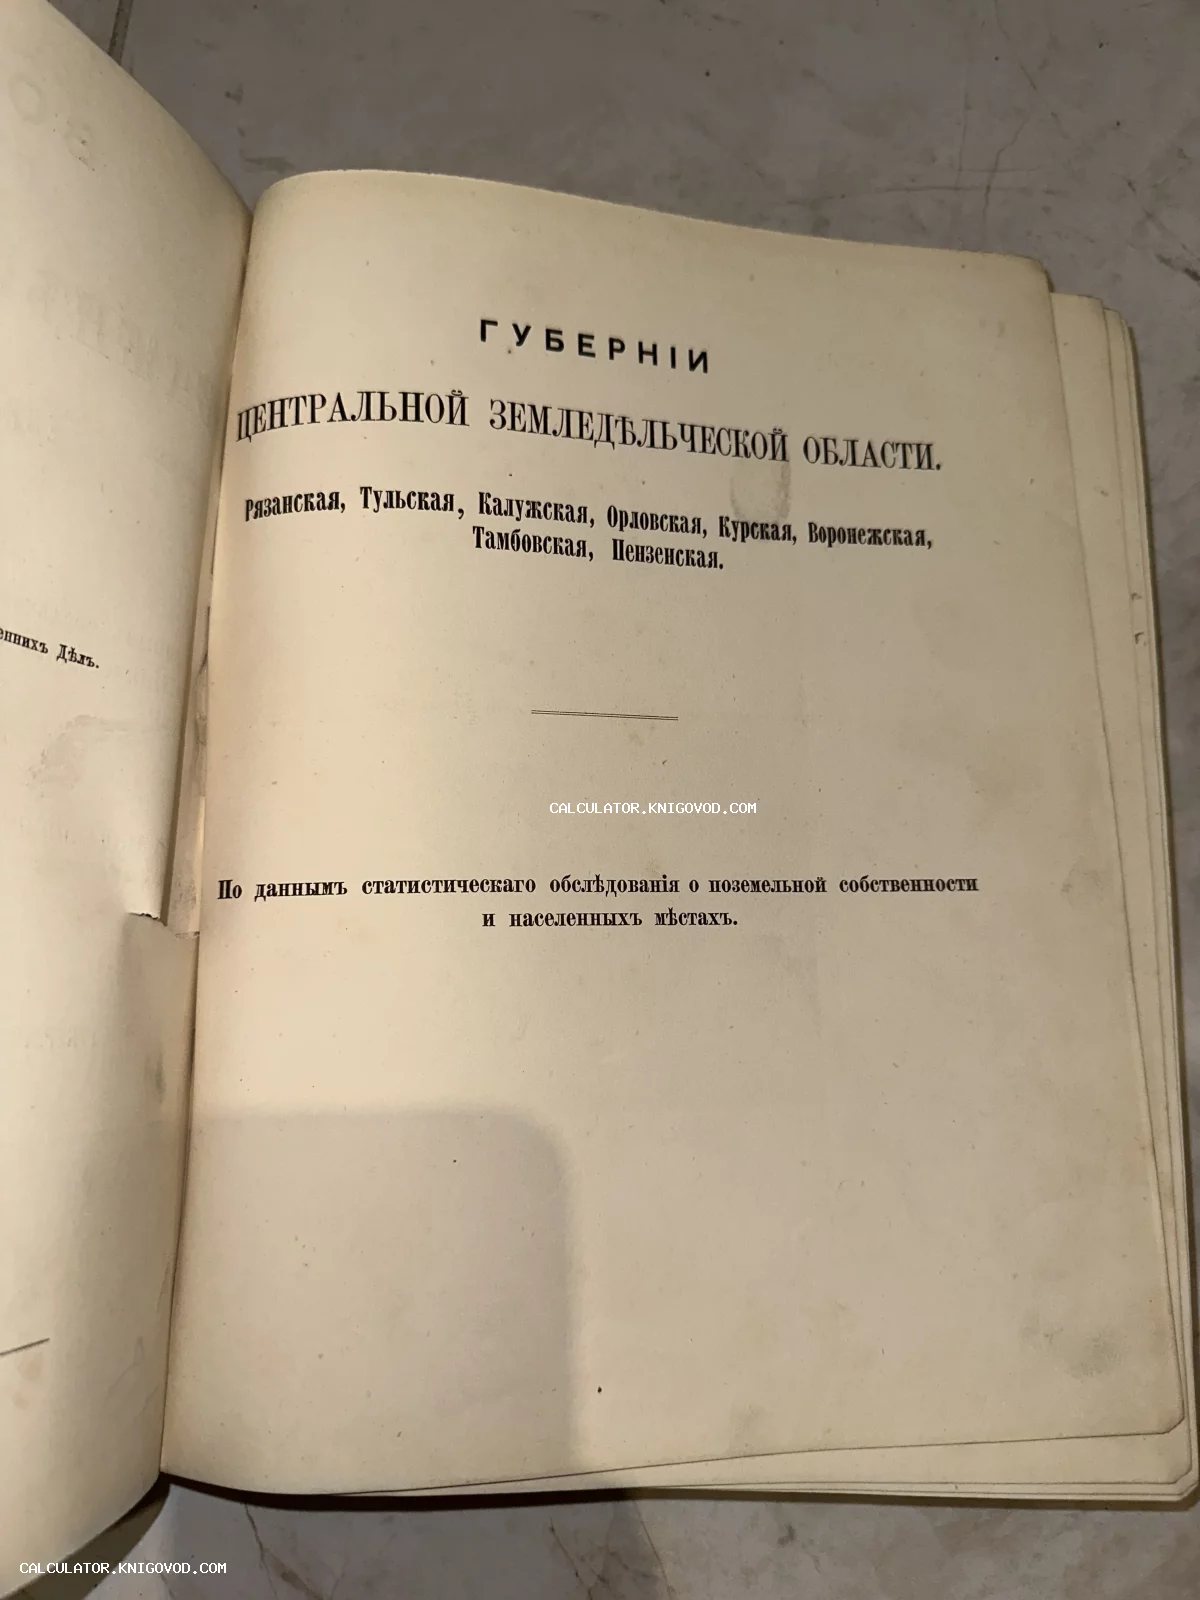 Дѣлъ.
ГУБЕРНІИ
ЦЕНТРАЛЬНОЙ ЗЕМЛЕДѢЛЬЧЕСКОЙ ОБЛАСТИ.
Рязанская, Тульская, Калужская, Орловская, Курская, Воронежская,
Тамбовская, Пензенская.
CALCULATOR.KNIGOVOD.COM
По даннымъ статистическаго обслѣдованія о поземельной собственности
и населенныхъ мѣстахъ.
CALCULATOR.KNIGOVOD.COM